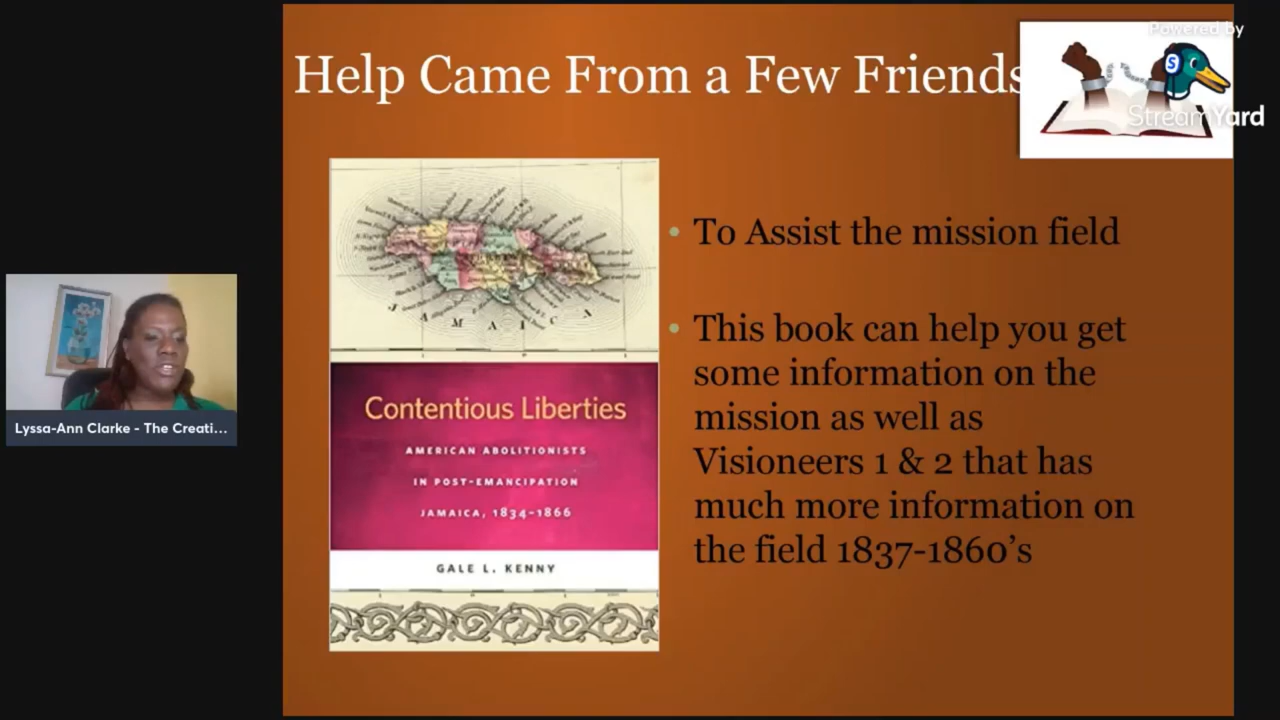 Powered by
StreamYard
Help Came From a Few Friends
JAMAICA
Contentious Liberties
AMERICAN ABOLITIONISTS
IN POST-EMANCIPATION
JAMAICA, 1834-1866
GALE L. KENNY
• To Assist the mission field
• This book can help you get
some information on the
mission as well as
Visioneers 1 & 2 that has
much more information on
the field 1837-1860’s
Lyssa-Ann Clarke - The Creati...